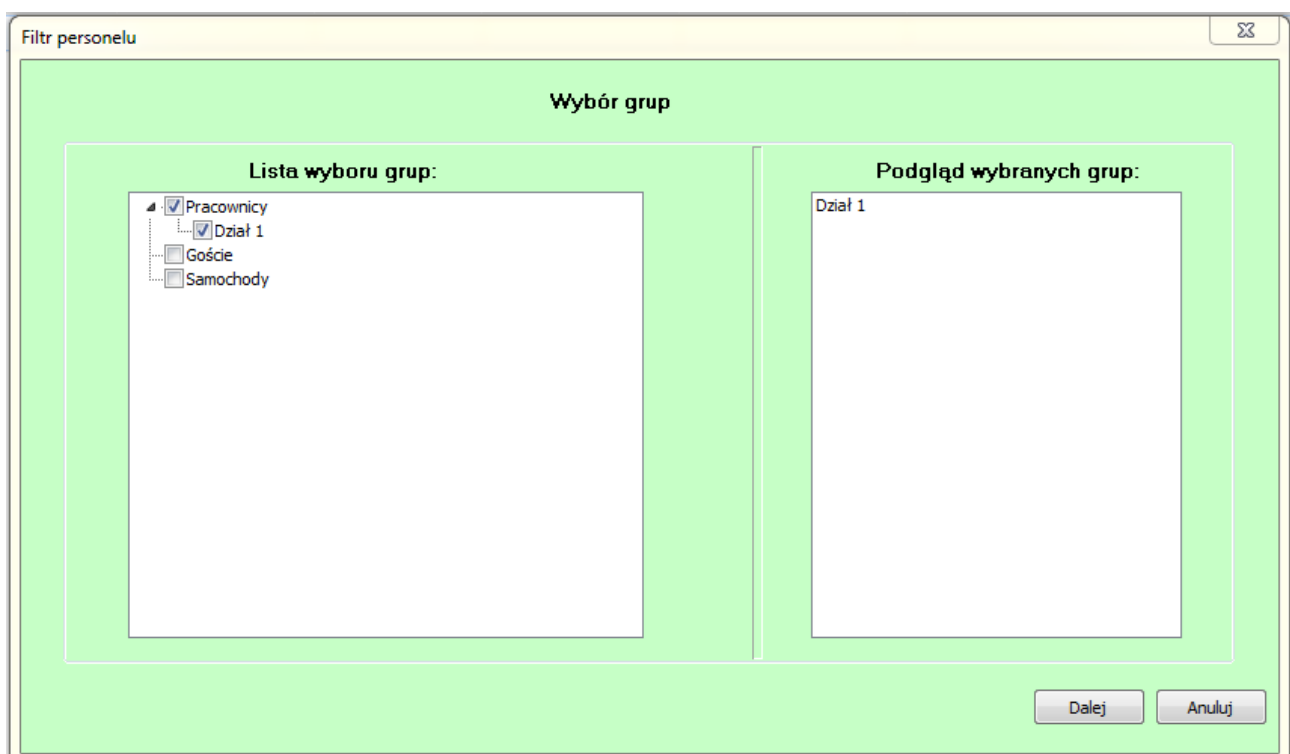 Filtr personelu
Wybór grup
Lista wyboru grup:
Pracownicy
Dział 1
Goście
Samochody
Podgląd wybranych grup:
Dział 1
Dalej
Anuluj